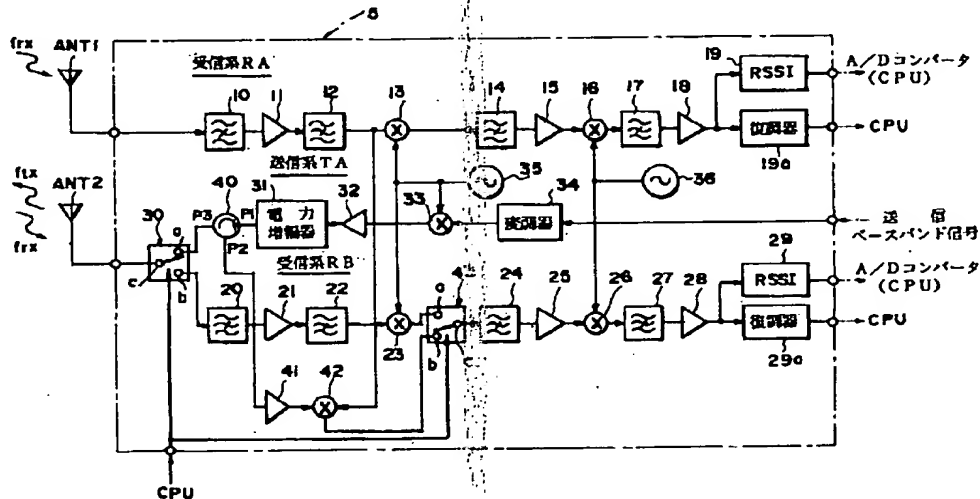 5
frx
ANT1
受信系RA
10
11
12
13
14
15
16
17
18
19
RSSI
A/Dコンバータ
(CPU)
復調器
CPU
19a
送信系TA
ftx
frx
ANT2
30
40
P3
P1
P2
a
b
c
31
電力
増幅器
32
33
34
変調器
35
36
送信
ベースバンド信号
受信系RB
20
21
22
23
a
b
c
24
25
26
27
28
29
RSSI
A/Dコンバータ
(CPU)
復調器
CPU
29a
41
42
CPU